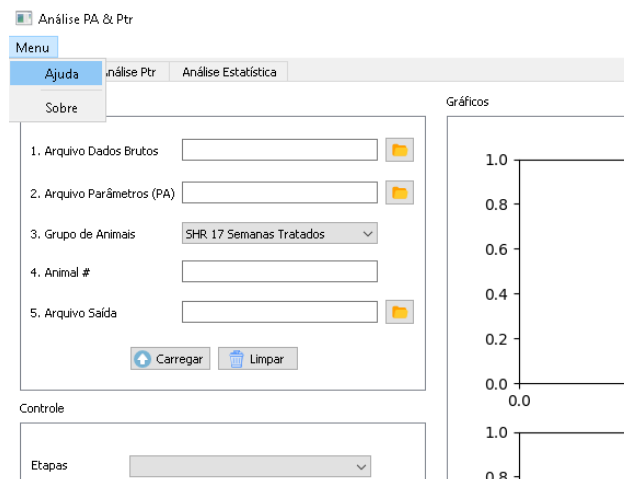 Análise PA & Ptr
Menu
Ajuda
Sobre
nálise Ptr
Análise Estatística
Gráficos
1. Arquivo Dados Brutos
2. Arquivo Parâmetros (PA)
3. Grupo de Animais
SHR 17 Semanas Tratados
4. Animal #
5. Arquivo Saída
Carregar
Limpar
Controle
Etapas
1.0
0.8
0.6
0.4
0.2
0.0
0.0
1.0
0.8